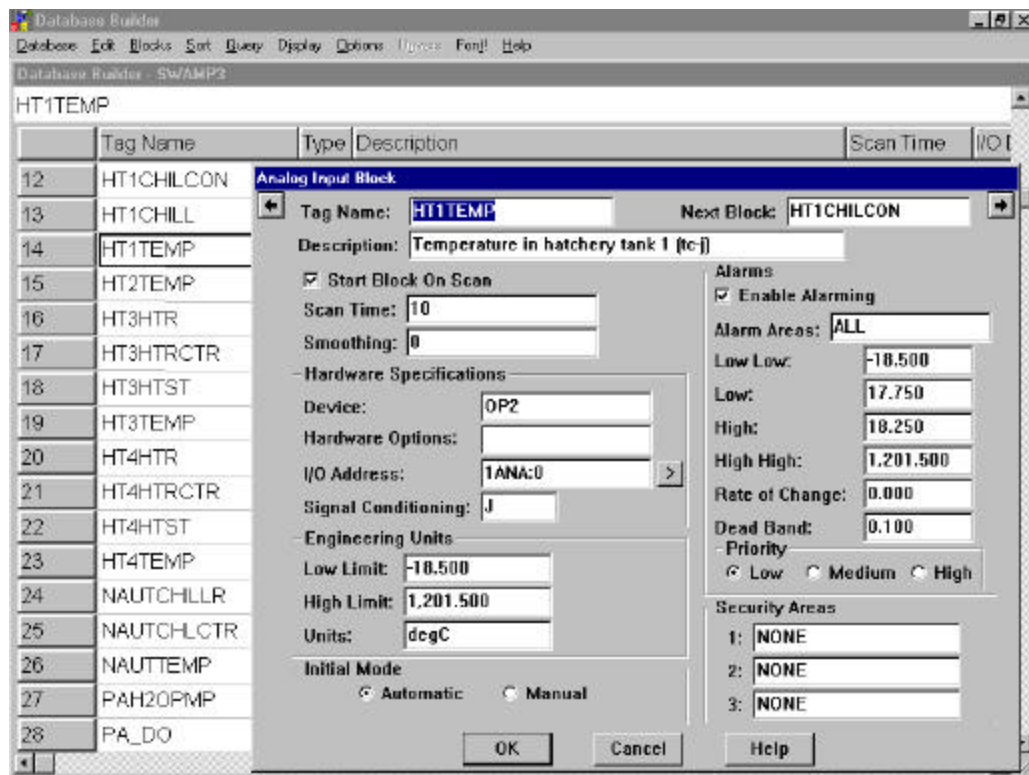 Database Builder
Database Edit Blocks Sort Query Display Options Font! Help
Database Builder - SWAMP3
HT1TEMP
Tag Name Type Description Scan Time I/O
12 HT1CHILCON
13 HT1CHILL
14 HT1TEMP
15 HT2TEMP
16 HT3HTR
17 HT3HTRCTR
18 HT3HTST
19 HT3TEMP
20 HT4HTR
21 HT4HTRCTR
22 HT4HTST
23 HT4TEMP
24 NAUTCHILLR
25 NAUTCHLCTR
26 NAUTTEMP
27 PAH2OPMP
28 PA_DO
Analog Input Block
Tag Name: HT1TEMP Next Block: HT1CHILCON
Description: Temperature in hatchery tank 1 (tc-j)
Start Block On Scan
Scan Time: 10
Smoothing: 0
Hardware Specifications
Device: OP2
Hardware Options:
I/O Address: 1ANA:0 >
Signal Conditioning: J
Engineering Units
Low Limit: -18.500
High Limit: 1,201.500
Units: degC
Initial Mode
Automatic Manual
Alarms
Enable Alarming
Alarm Areas: ALL
Low Low: -18.500
Low: 17.750
High: 18.250
High High: 1,201.500
Rate of Change: 0.000
Dead Band: 0.100
Priority
Low Medium High
Security Areas
1: NONE
2: NONE
3: NONE
OK Cancel Help